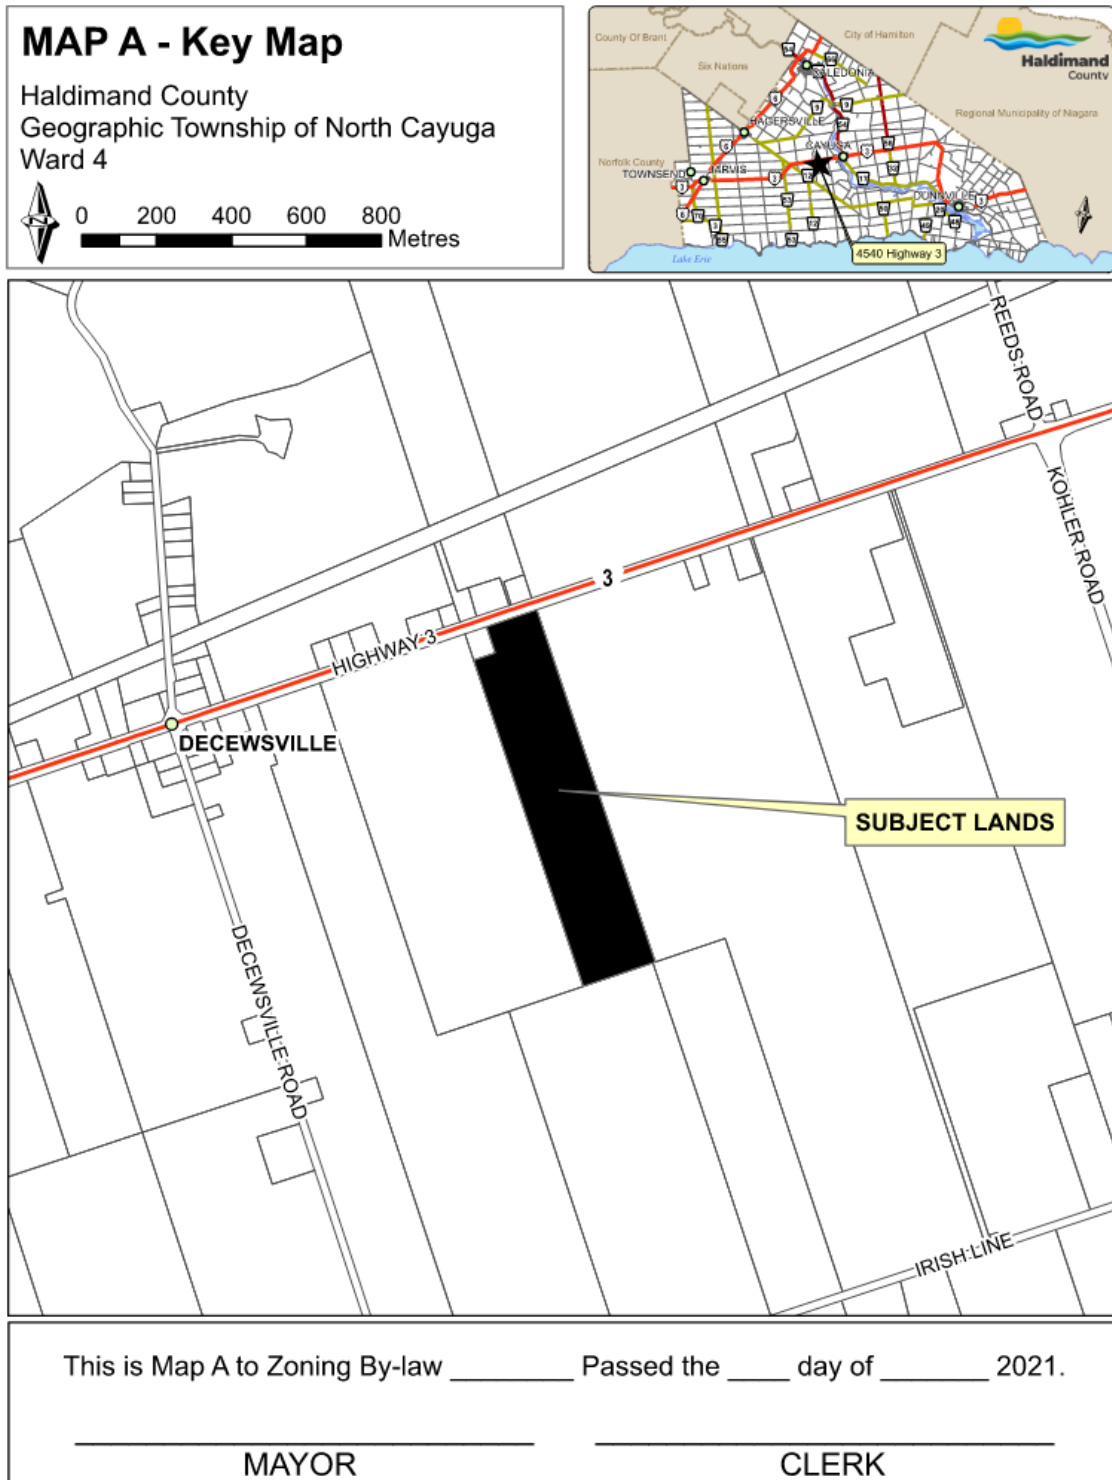 MAP A - Key Map
Haldimand County
Geographic Township of North Cayuga
Ward 4
0 200 400 600 800 Metres
County Of Brant
City of Hamilton
Haldimand
County
Six Nations
CALEDONIA
Regional Municipality of Niagara
HAGERSVILLE
CAYUGA
Norfolk County
TOWNSEND
JARVIS
DUNNVILLE
Lake Erie
4540 Highway 3
REEDS ROAD
KOHLER ROAD
3
HIGHWAY 3
DECEWSVILLE
SUBJECT LANDS
DECEWSVILLE ROAD
IRISH LINE
This is Map A to Zoning By-law ________ Passed the ____ day of _______ 2021.
MAYOR
CLERK